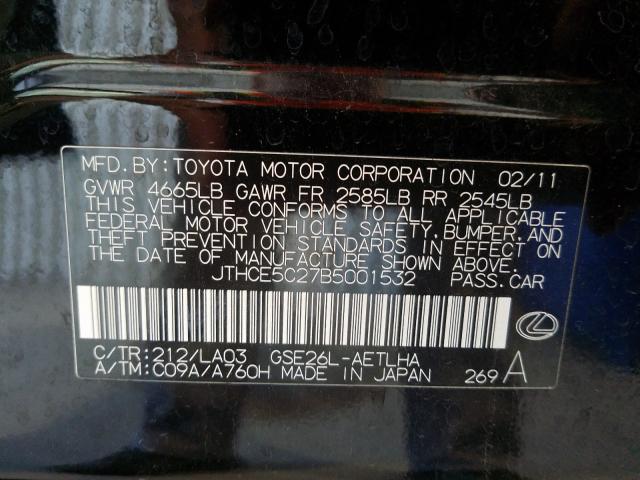 MFD.BY:TOYOTA MOTOR CORPORATION 02/11
GVWR 4665LB GAWR FR 2585LB RR 2545LB
THIS VEHICLE CONFORMS TO ALL APPLICABLE
FEDERAL MOTOR VEHICLE SAFETY,BUMPER,AND
THEFT PREVENTION STANDARDS IN EFFECT ON
THE DATE OF MANUFACTURE SHOWN ABOVE.
JTHCE5C27B5001532 PASS.CAR
C/TR:212/LA03 GSE26L-AETLHA
A/TM:C09A/A760H MADE IN JAPAN 269 A